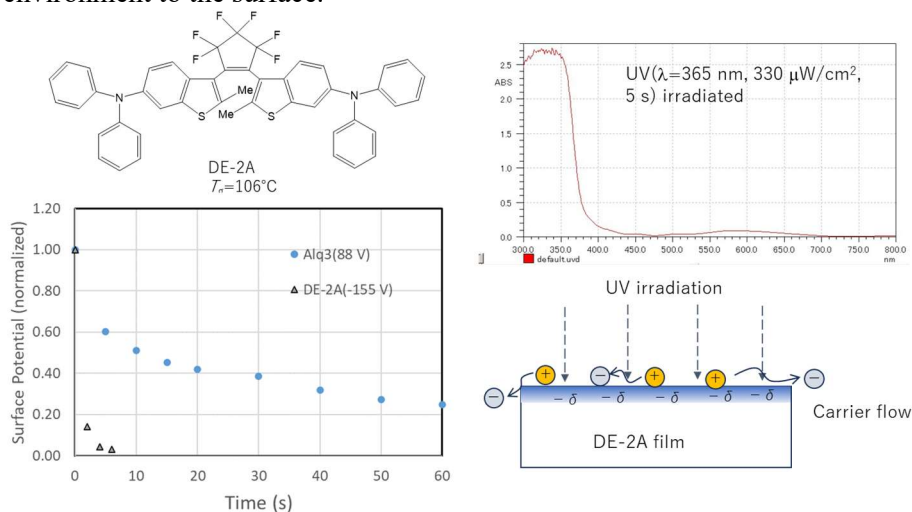 environment to the surface.
F F
F F
F F
N
Me
S
Me
S
N
DE-2A
UV(λ=365 nm, 330 μW/cm²,
5 s) irradiated
2.5
ABS
2.0
1.5
1.0
0.5
0.0
300.0 350.0 400.0 450.0 500.0 550.0 600.0 650.0 700.0 750.0 800.0
nm
default.uvd
Surface Potential (normalized)
1.20
1.00
0.80
0.60
0.40
0.20
0.00
Alq3(88 V)
DE-2A(-155 V)
0 10 20 30 40 50 60
Time (s)
UV irradiation
+ − + + −
−
− δ − δ − δ − δ − δ
Carrier flow
DE-2A film